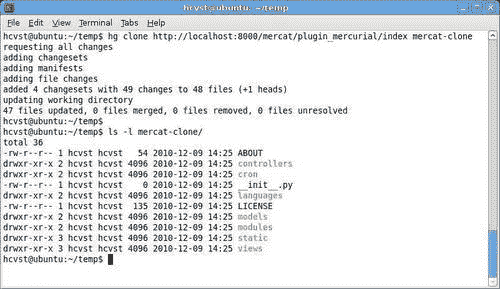 hcvst@ubuntu: ~/temp
File Edit View Terminal Help
hcvst@ubuntu:~/temp$ hg clone http://localhost:8000/mercat/plugin_mercurial/index mercat-clone
requesting all changes
adding changesets
adding manifests
adding file changes
added 4 changesets with 49 changes to 48 files (+1 heads)
updating working directory
47 files updated, 0 files merged, 0 files removed, 0 files unresolved
hcvst@ubuntu:~/temp$
hcvst@ubuntu:~/temp$ ls -l mercat-clone/
total 36
-rw-r--r-- 1 hcvst hcvst 54 2010-12-09 14:25 ABOUT
drwxr-xr-x 2 hcvst hcvst 4096 2010-12-09 14:25 controllers
drwxr-xr-x 2 hcvst hcvst 4096 2010-12-09 14:25 cron
-rw-r--r-- 1 hcvst hcvst 0 2010-12-09 14:25 __init__.py
drwxr-xr-x 2 hcvst hcvst 4096 2010-12-09 14:25 languages
-rw-r--r-- 1 hcvst hcvst 135 2010-12-09 14:25 LICENSE
drwxr-xr-x 2 hcvst hcvst 4096 2010-12-09 14:25 models
drwxr-xr-x 2 hcvst hcvst 4096 2010-12-09 14:25 modules
drwxr-xr-x 3 hcvst hcvst 4096 2010-12-09 14:25 static
drwxr-xr-x 3 hcvst hcvst 4096 2010-12-09 14:25 views
hcvst@ubuntu:~/temp$